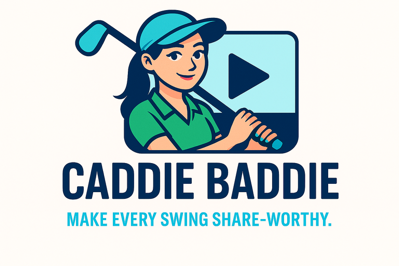 CADDIE BADDIE
MAKE EVERY SWING SHARE-WORTHY.